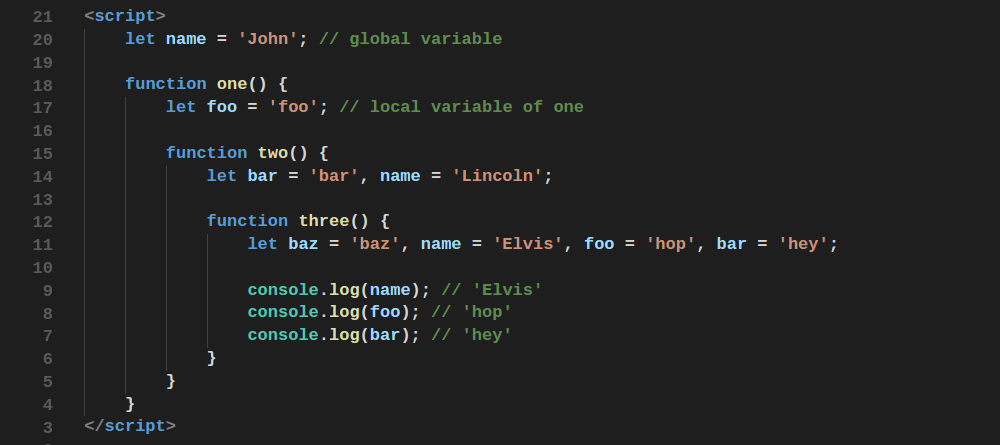 21 <script>
20 let name = 'John'; // global variable
19
18 function one() {
17 let foo = 'foo'; // local variable of one
16
15 function two() {
14 let bar = 'bar', name = 'Lincoln';
13
12 function three() {
11 let baz = 'baz', name = 'Elvis', foo = 'hop', bar = 'hey';
10
9 console.log(name); // 'Elvis'
8 console.log(foo); // 'hop'
7 console.log(bar); // 'hey'
6 }
5 }
4 }
3 </script>